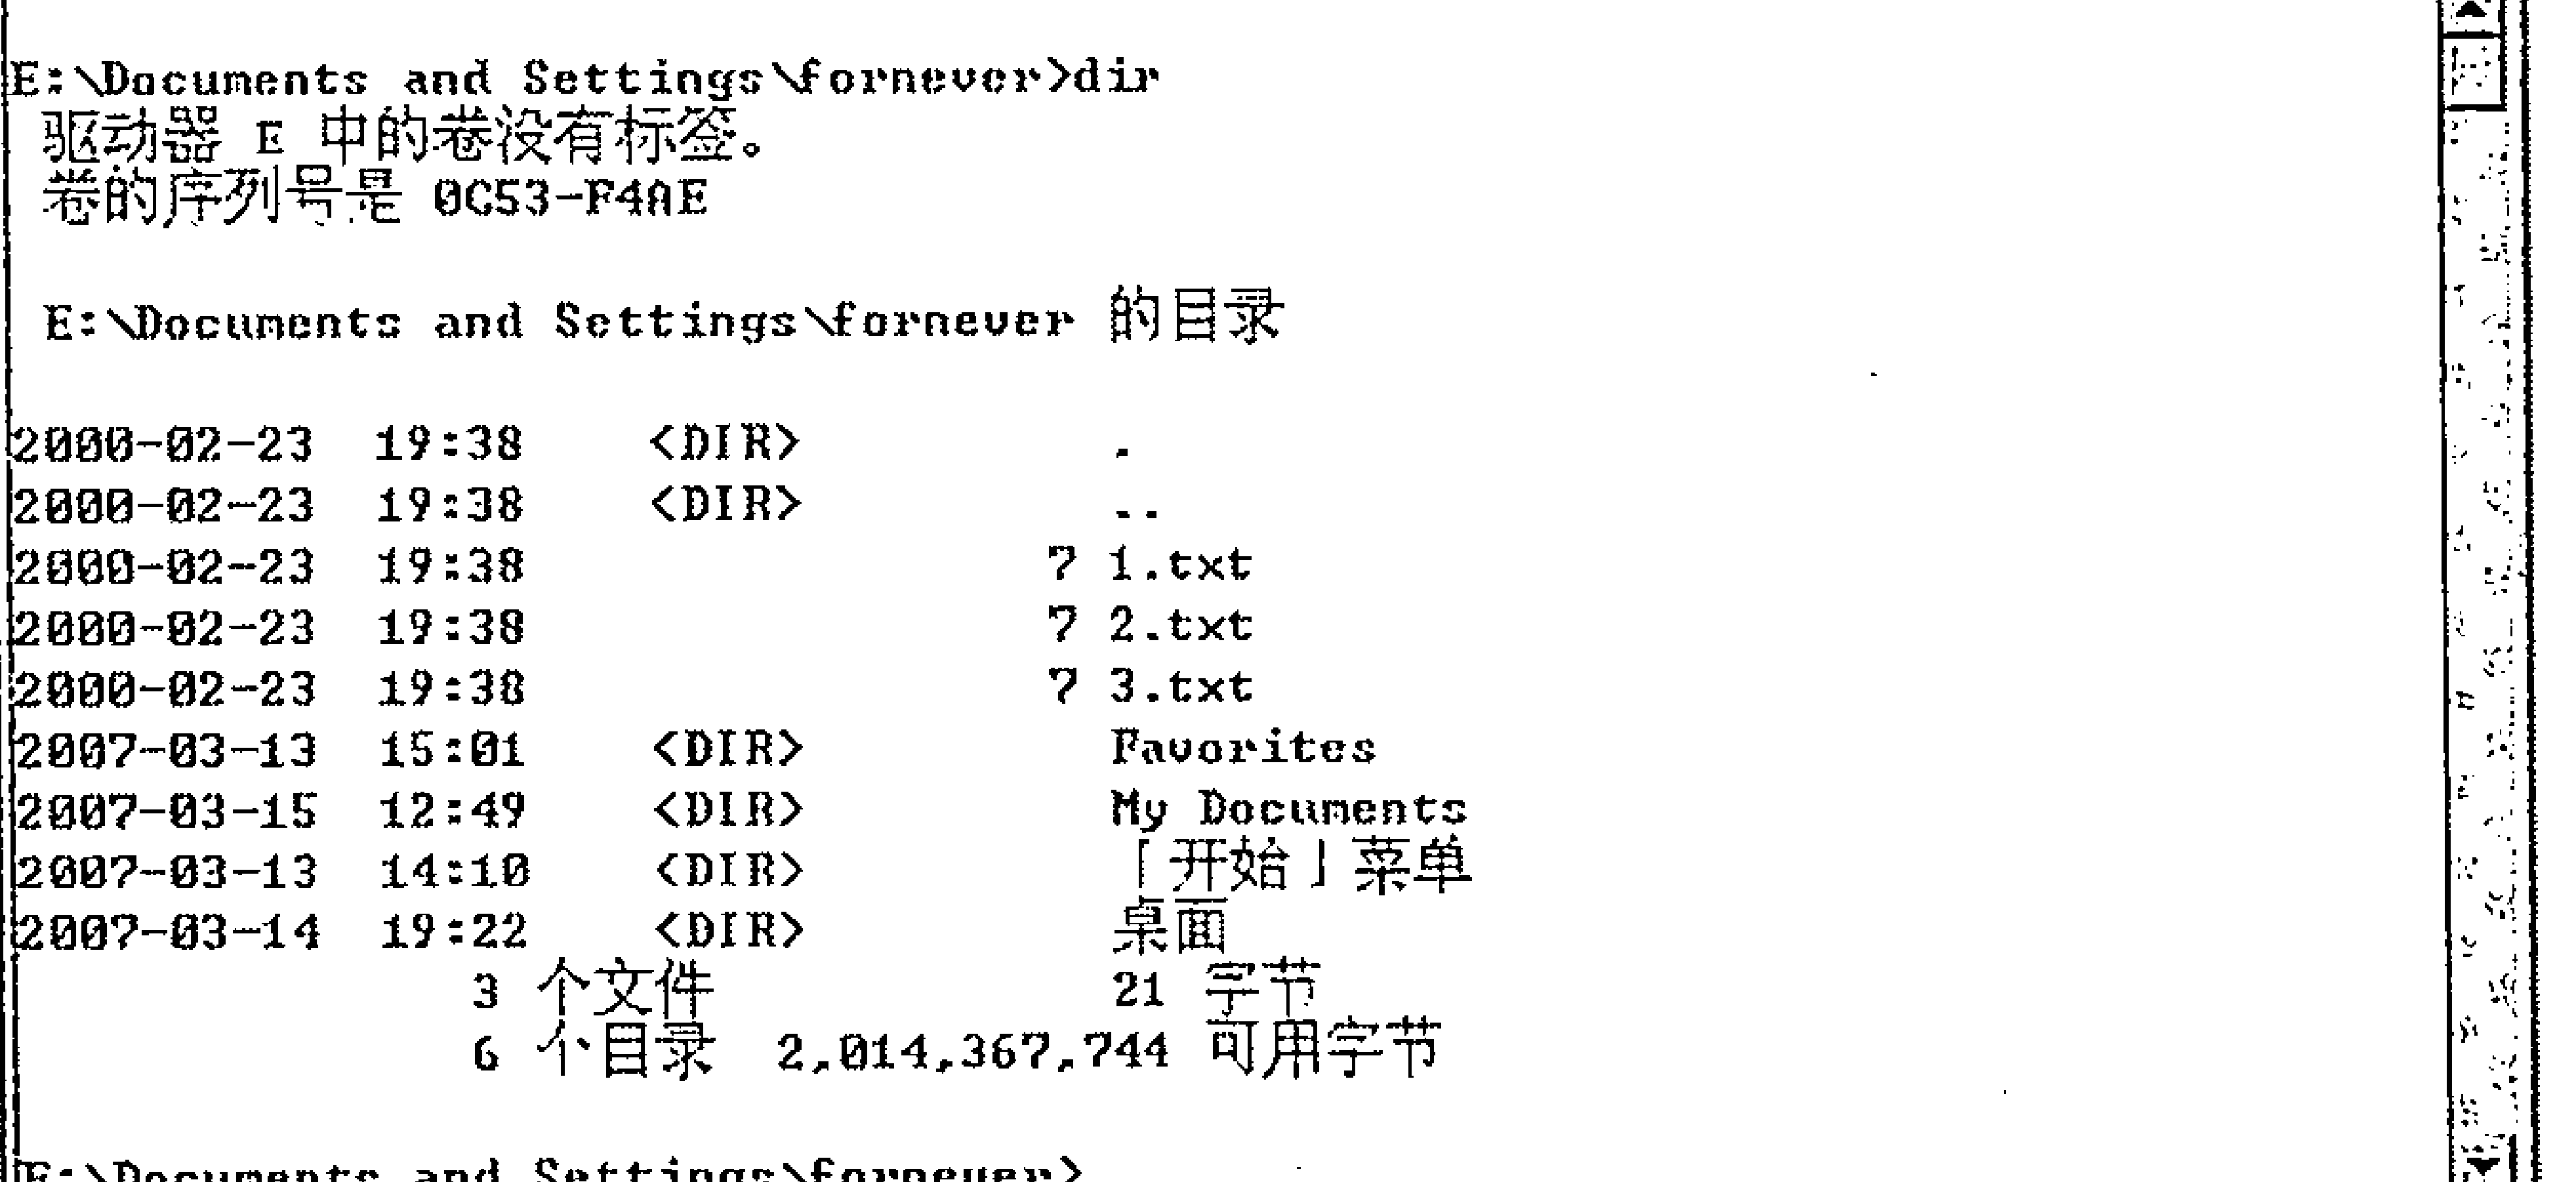 E:\Documents and Settings\fornever>dir
 驱动器 E 中的卷没有标签。
 卷的序列号是 0C53-F4AE

 E:\Documents and Settings\fornever 的目录

2000-02-23  19:38    <DIR>          .
2000-02-23  19:38    <DIR>          ..
2000-02-23  19:38                 7 1.txt
2000-02-23  19:38                 7 2.txt
2000-02-23  19:38                 7 3.txt
2007-03-13  15:01    <DIR>          Favorites
2007-03-15  12:49    <DIR>          My Documents
2007-03-13  14:10    <DIR>          「开始」菜单
2007-03-14  19:22    <DIR>          桌面
               3 个文件             21 字节
               6 个目录  2,014,367,744 可用字节

E:\Documents and Settings\fornever>